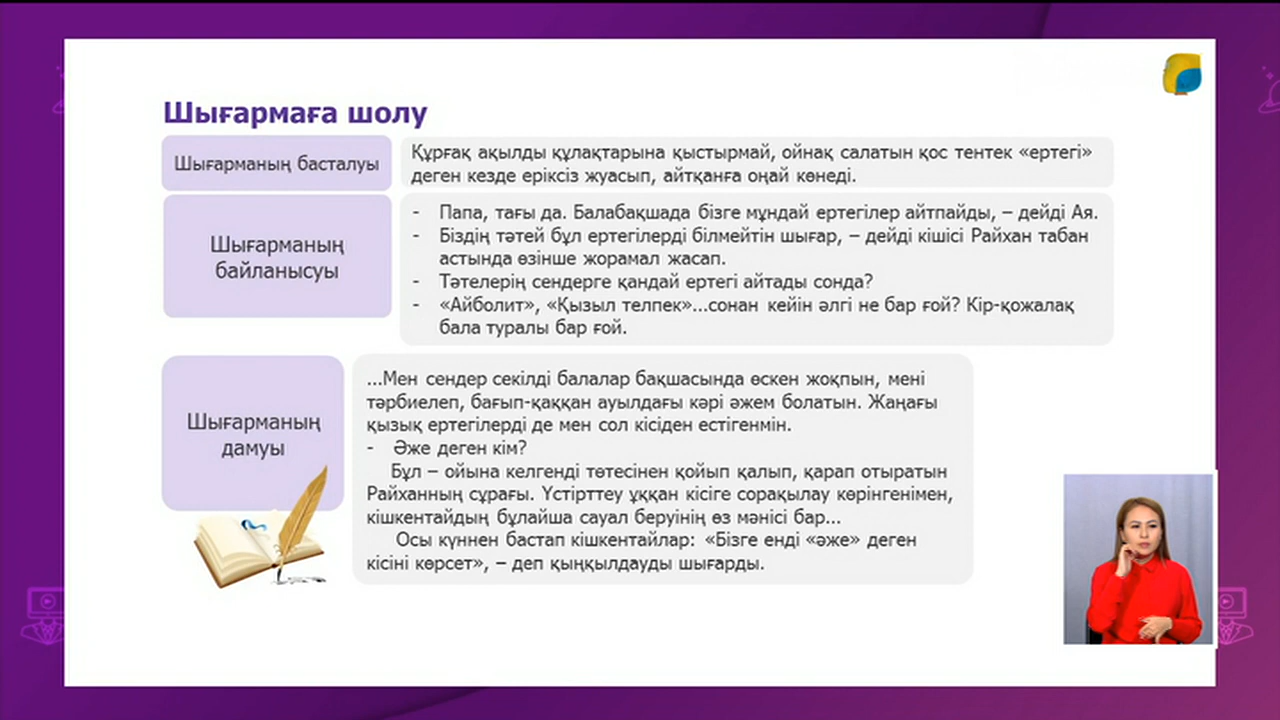 Шығармаға шолу
Шығарманың басталуы
Құрғақ ақылды құлақтарына қыстырмай, ойнақ салатын қос тентек «ертегі»
деген кезде еріксіз жуасып, айтқанға оңай көнеді.
Шығарманың
байланысуы
- Папа, тағы да. Балабақшада бізге мұндай ертегілер айтпайды, – дейді Ая.
- Біздің тәтей бұл ертегілерді білмейтін шығар, – дейді кішісі Райхан табан
астында өзінше жорамал жасап.
- Тәтелерің сендерге қандай ертегі айтады сонда?
- «Айболит», «Қызыл телпек»...сонан кейін әлгі не бар ғой? Кір-қожалақ
бала туралы бар ғой.
Шығарманың
дамуы
...Мен сендер секілді балалар бақшасында өскен жоқпын, мені
тәрбиелеп, бағып-қаққан ауылдағы кәрі әжем болатын. Жаңағы
қызық ертегілерді де мен сол кісіден естігенмін.
- Әже деген кім?
Бұл – ойына келгенді төтесінен қойып қалып, қарап отыратын
Райханның сұрағы. Үстірттеу ұққан кісіге сорақылау көрінгенімен,
кішкентайдың бұлайша сауал беруінің өз мәнісі бар...
Осы күннен бастап кішкентайлар: «Бізге енді «әже» деген
кісіні көрсет», – деп қыңқылдауды шығарды.